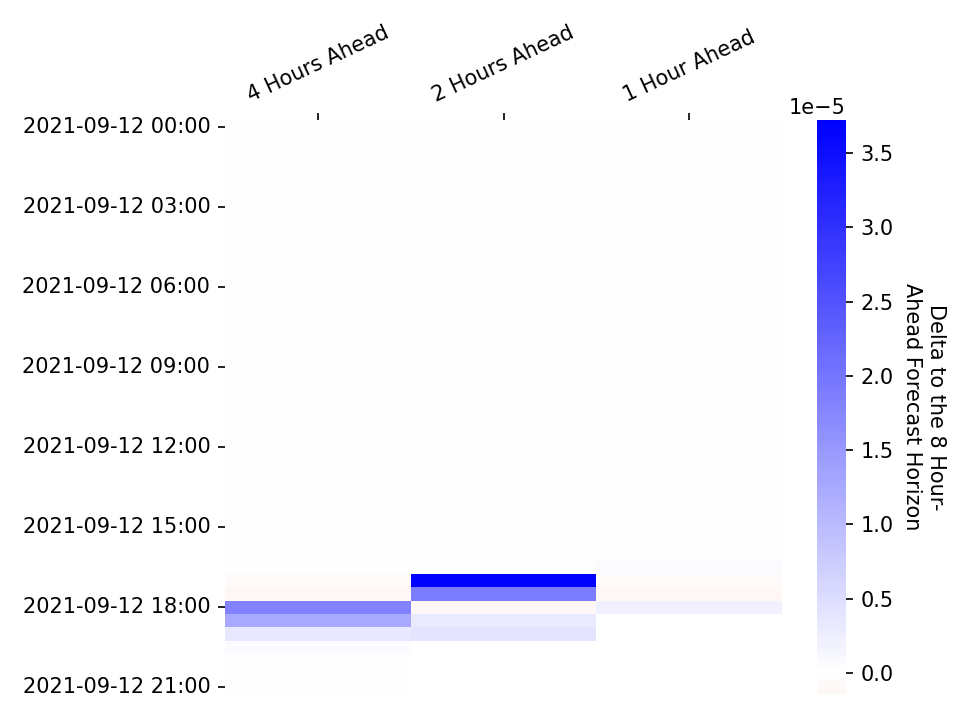 4 Hours Ahead
2 Hours Ahead
1 Hour Ahead
1e−5
2021-09-12 00:00
2021-09-12 03:00
2021-09-12 06:00
2021-09-12 09:00
2021-09-12 12:00
2021-09-12 15:00
2021-09-12 18:00
2021-09-12 21:00
3.5
3.0
2.5
2.0
1.5
1.0
0.5
0.0
Delta to the 8 Hour-
Ahead Forecast Horizon